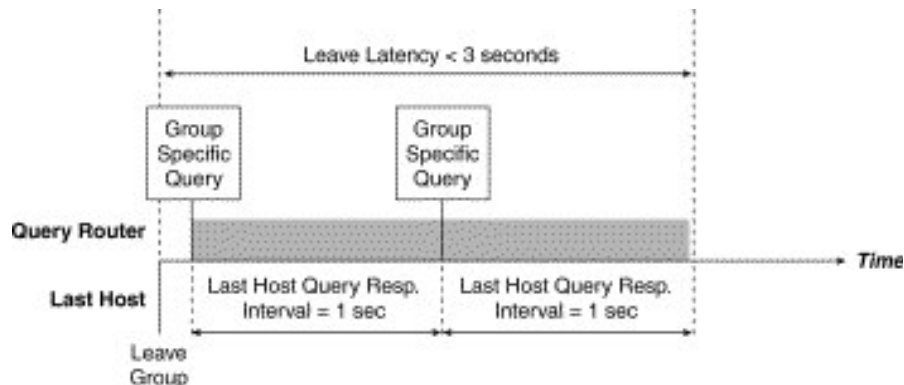 Leave Latency < 3 seconds
Group
Specific
Query
Group
Specific
Query
Query Router
Time
Last Host
Last Host Query Resp.
Interval = 1 sec
Last Host Query Resp.
Interval = 1 sec
Leave
Group